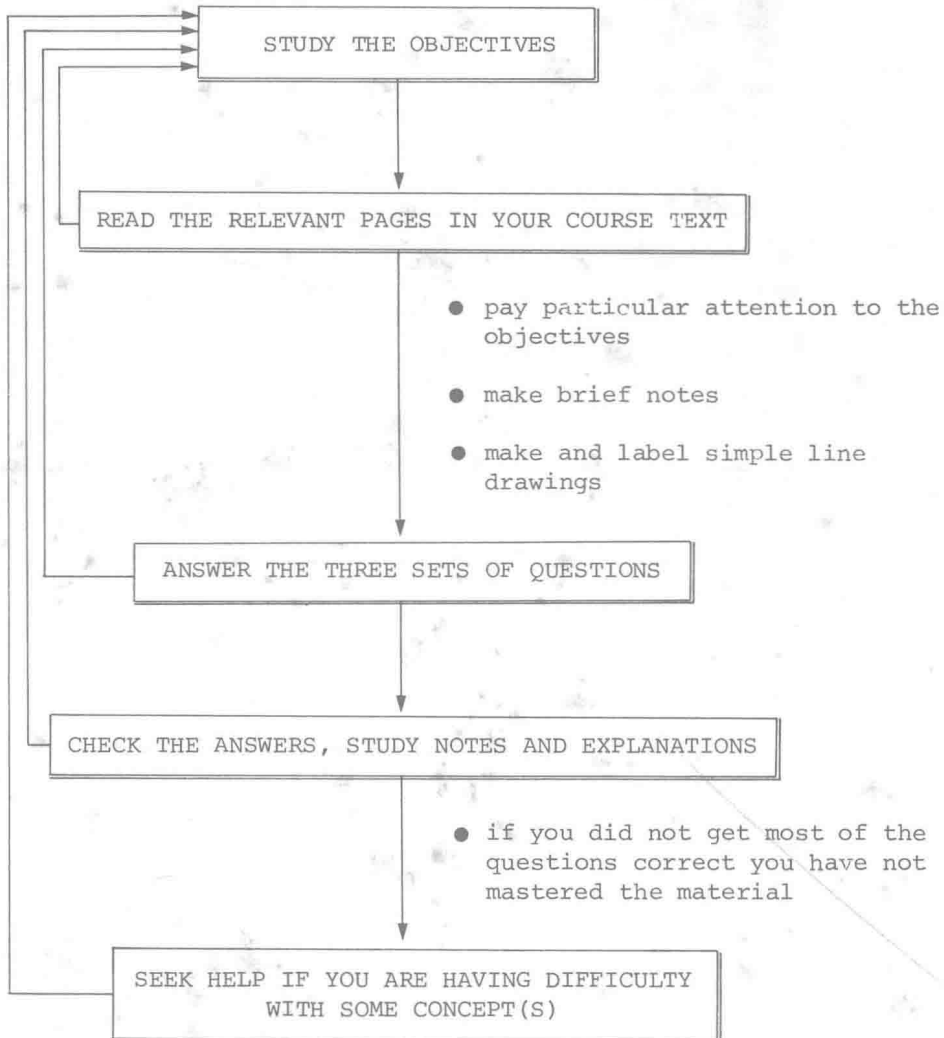 STUDY THE OBJECTIVES
READ THE RELEVANT PAGES IN YOUR COURSE TEXT
● pay particular attention to the
objectives
● make brief notes
● make and label simple line
drawings
ANSWER THE THREE SETS OF QUESTIONS
CHECK THE ANSWERS, STUDY NOTES AND EXPLANATIONS
● if you did not get most of the
questions correct you have not
mastered the material
SEEK HELP IF YOU ARE HAVING DIFFICULTY
WITH SOME CONCEPT(S)